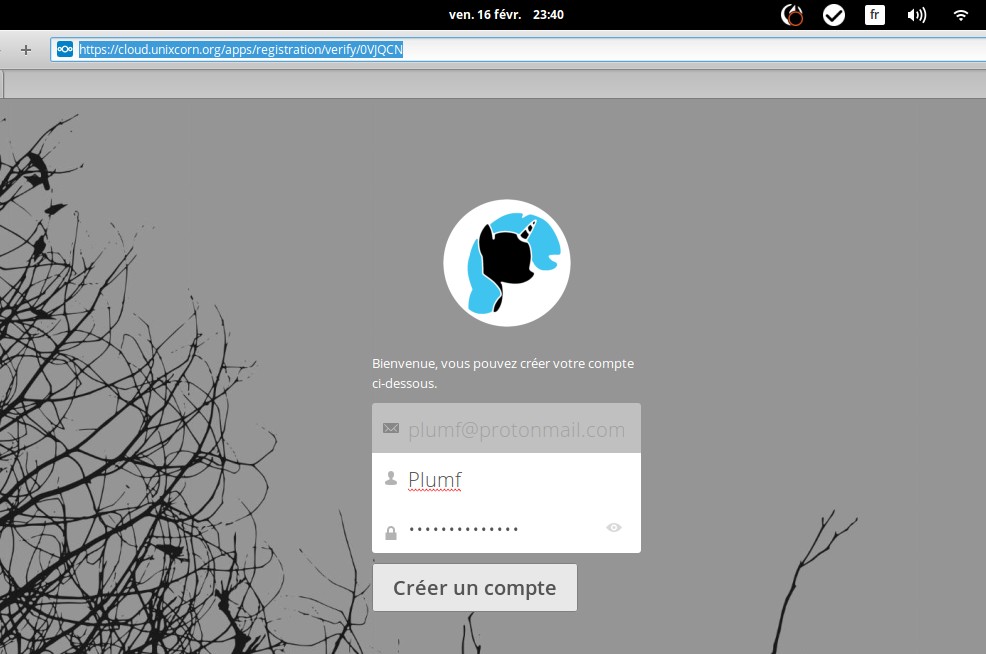 ven. 16 févr. 23:40
fr
https://cloud.unixcorn.org/apps/registration/verify/0VJQCN
Bienvenue, vous pouvez créer votre compte
ci-dessous.
plumf@protonmail.com
Plumf
Créer un compte